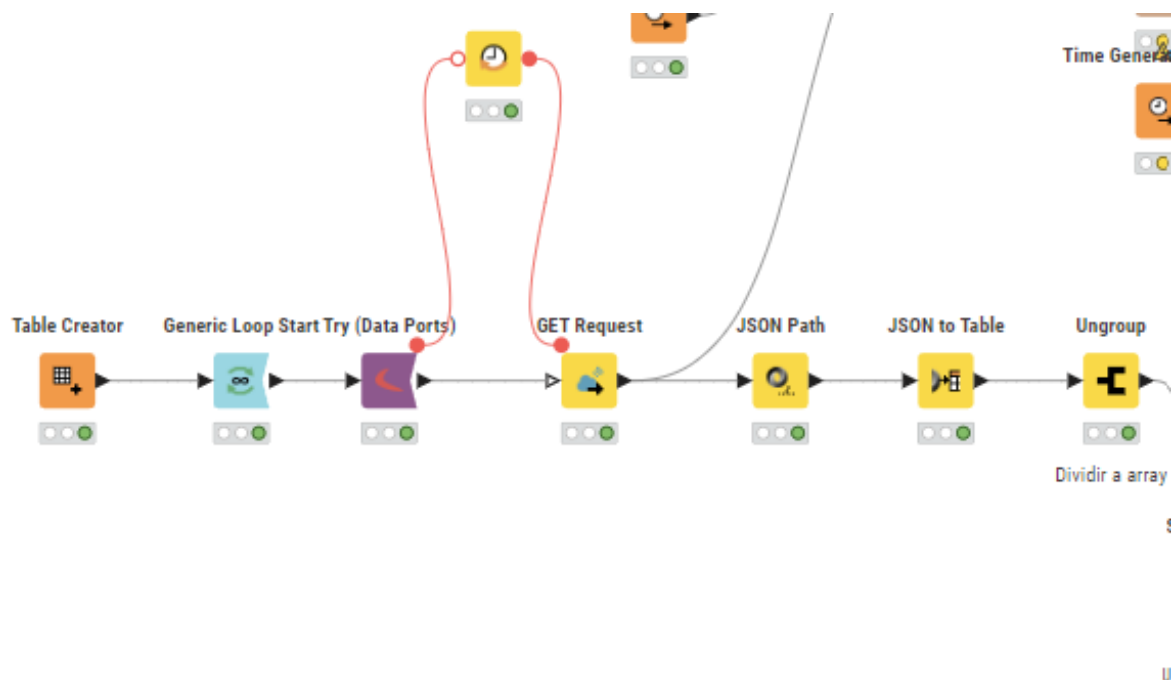 Time Genera
Table Creator
Generic Loop Start
Try (Data Ports)
GET Request
JSON Path
JSON to Table
Ungroup
Dividir a array